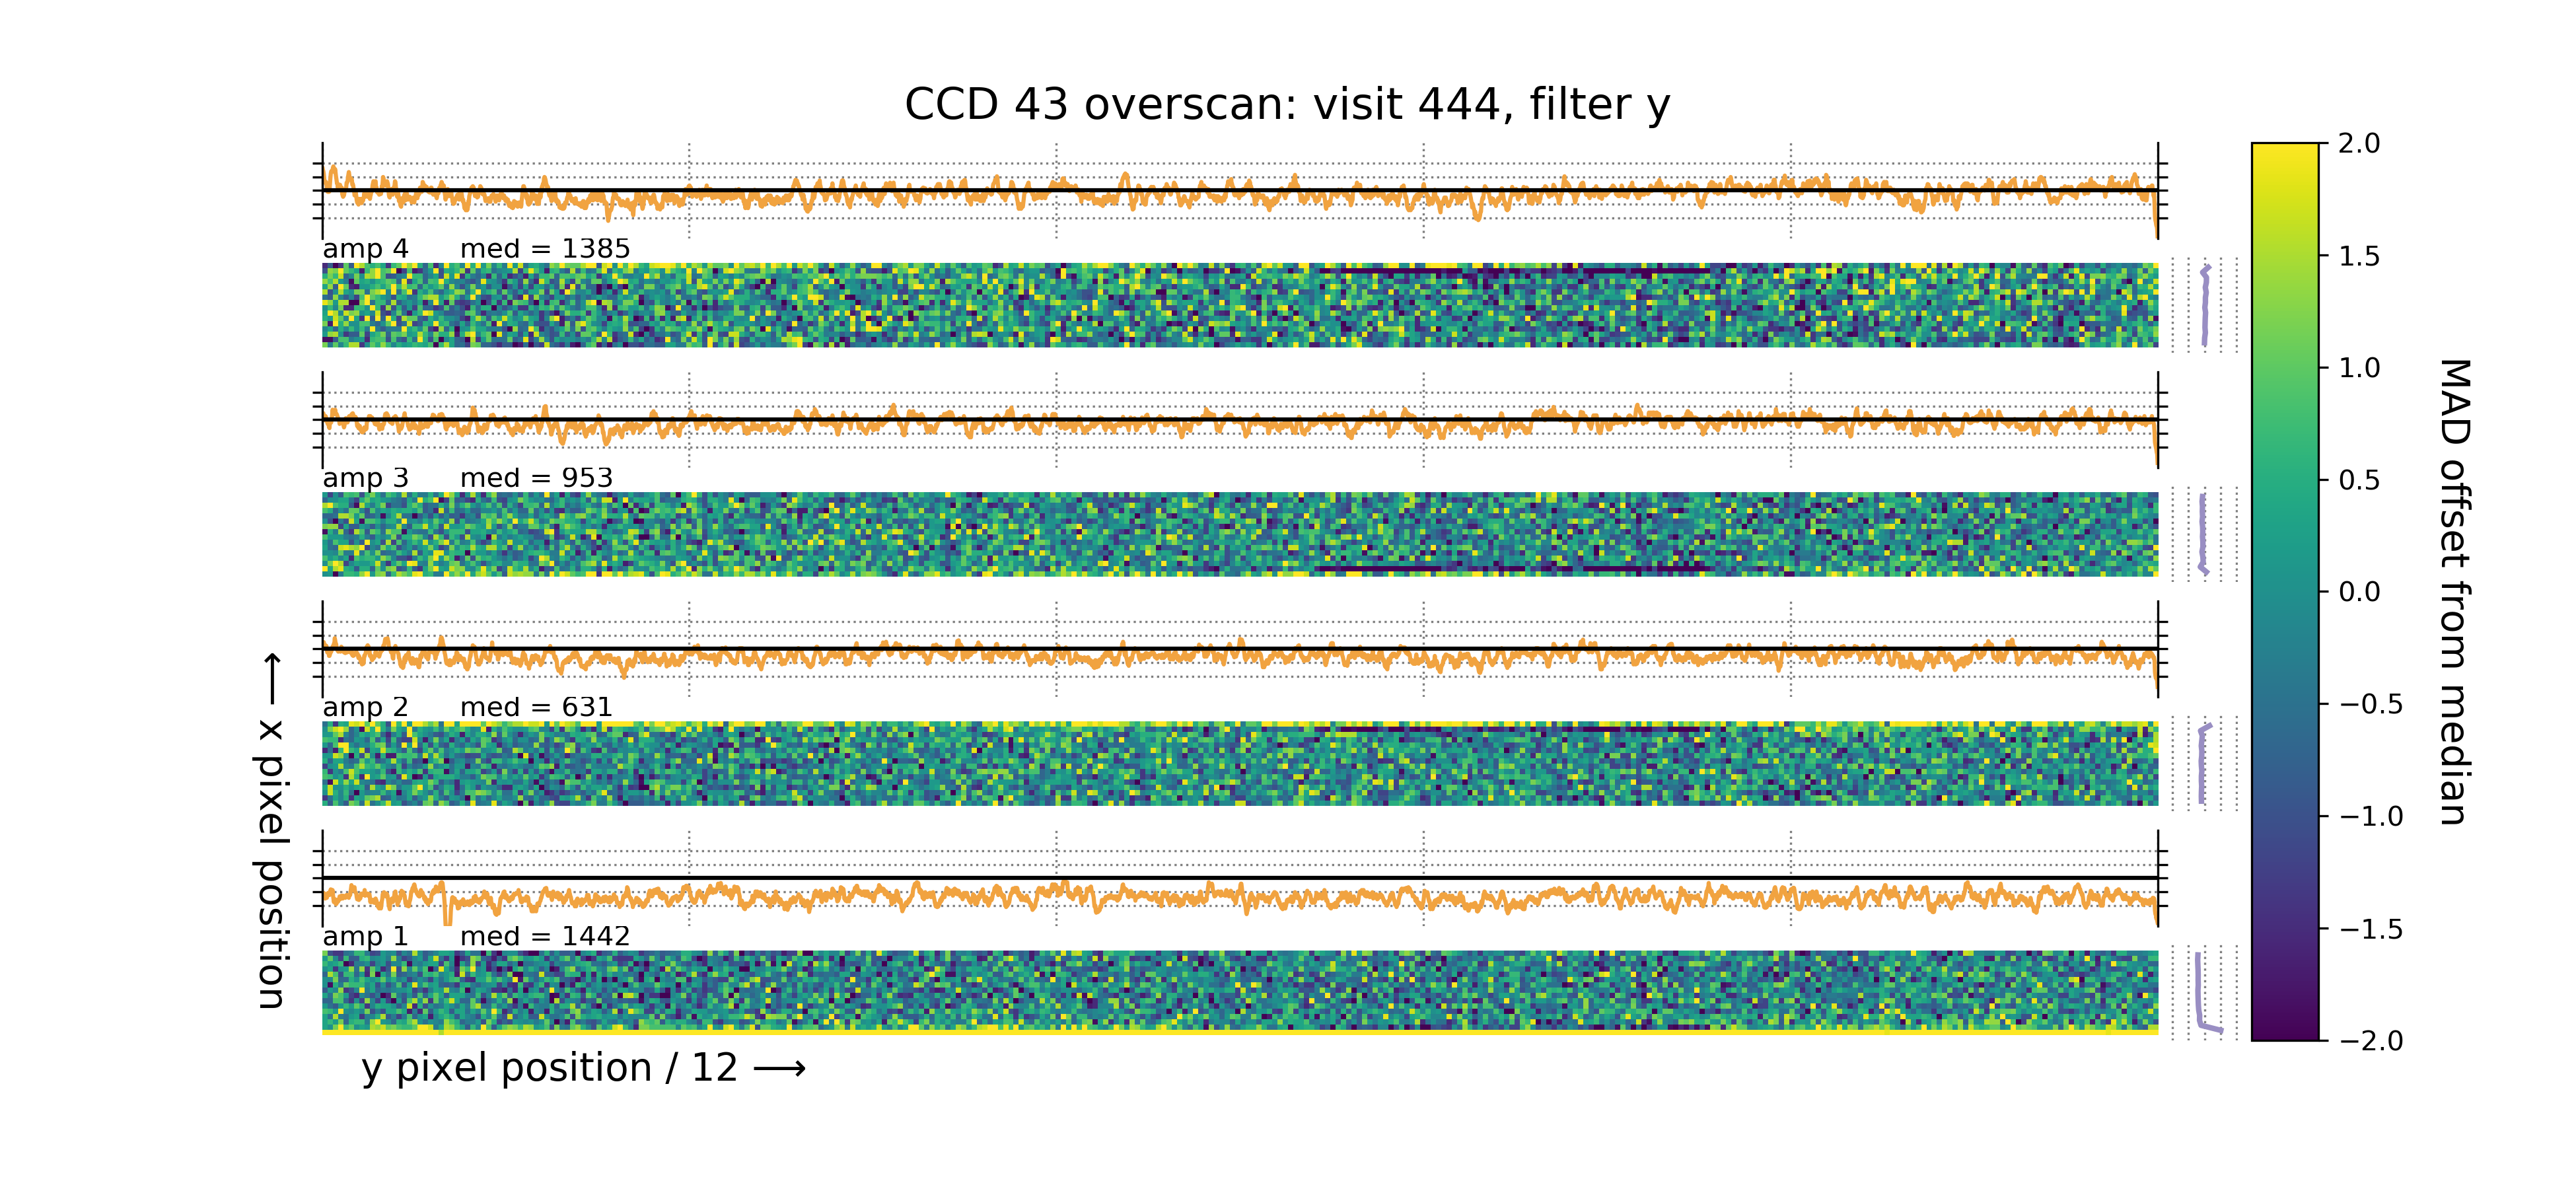 CCD 43 overscan: visit 444, filter y
amp 4 med = 1385
amp 3 med = 953
amp 2 med = 631
amp 1 med = 1442
⟵ x pixel position
y pixel position / 12 ⟶
2.0
1.5
1.0
0.5
0.0
−0.5
−1.0
−1.5
−2.0
MAD offset from median